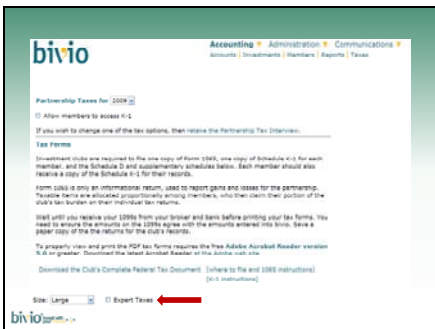 bivio
Accounting Administration Communications
Accounts | Investments | Members | Reports | Taxes
Partnership Taxes for 2009
Allow members to access K-1
If you wish to change one of the tax options, then retake the Partnership Tax Interview.
Tax Forms
Investment clubs are required to file one copy of Form 1065, one copy of Schedule K-1 for each
member, and the Schedule D and supplementary schedules below. Each member should also
receive a copy of the Schedule K-1 for their records.
Form 1065 is only an informational return, used to report gains and losses for the partnership.
Taxable items are allocated proportionally among members, who then claim their portion of the
club's tax burden on their individual tax returns.
Wait until you receive your 1099s from your broker and bank before printing your tax forms. You
need to ensure the amounts on the 1099s agree with the amounts entered into bivio. Save a
paper copy of the the returns for the club's records.
To properly view and print the PDF tax forms requires the free Adobe Acrobat Reader version
5.0 or greater. Download the latest Acrobat Reader at the Adobe web site.
Download the Club's Complete Federal Tax Document [where to file and 1065 instructions]
[K-1 instructions]
Size: Large Expert Taxes
bivio